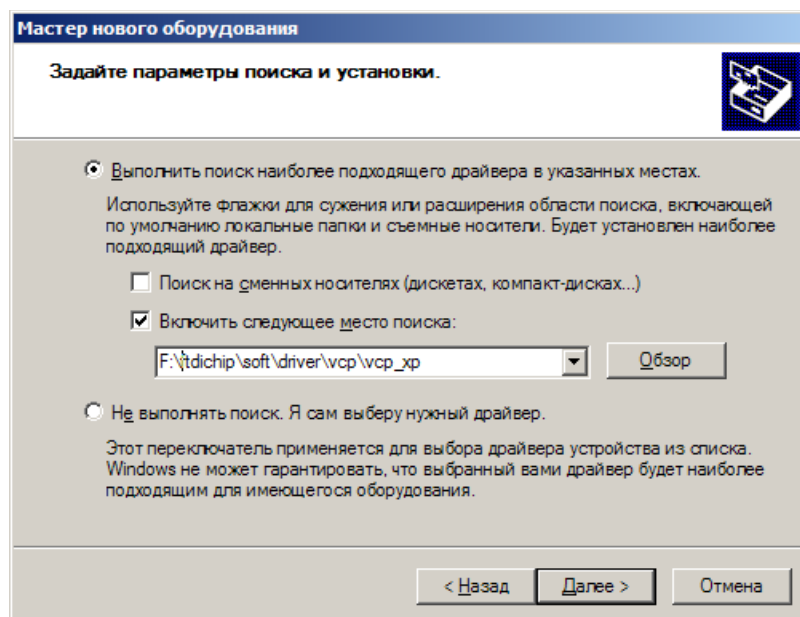 Мастер нового оборудования
Задайте параметры поиска и установки.
Выполнить поиск наиболее подходящего драйвера в указанных местах.
Используйте флажки для сужения или расширения области поиска, включающей
по умолчанию локальные папки и съемные носители. Будет установлен наиболее
подходящий драйвер.
Поиск на сменных носителях (дискетах, компакт-дисках...)
Включить следующее место поиска:
F:\ftdichip\soft\driver\vcp\vcp_xp
Обзор
Не выполнять поиск. Я сам выберу нужный драйвер.
Этот переключатель применяется для выбора драйвера устройства из списка.
Windows не может гарантировать, что выбранный вами драйвер будет наиболее
подходящим для имеющегося оборудования.
< Назад Далее > Отмена